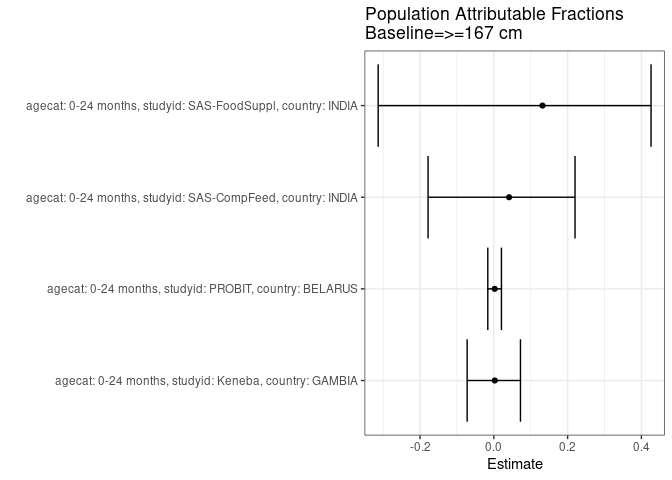 Population Attributable Fractions
Baseline=>=167 cm
agecat: 0-24 months, studyid: SAS-FoodSuppl, country: INDIA
agecat: 0-24 months, studyid: SAS-CompFeed, country: INDIA
agecat: 0-24 months, studyid: PROBIT, country: BELARUS
agecat: 0-24 months, studyid: Keneba, country: GAMBIA
-0.2 0.0 0.2 0.4
Estimate